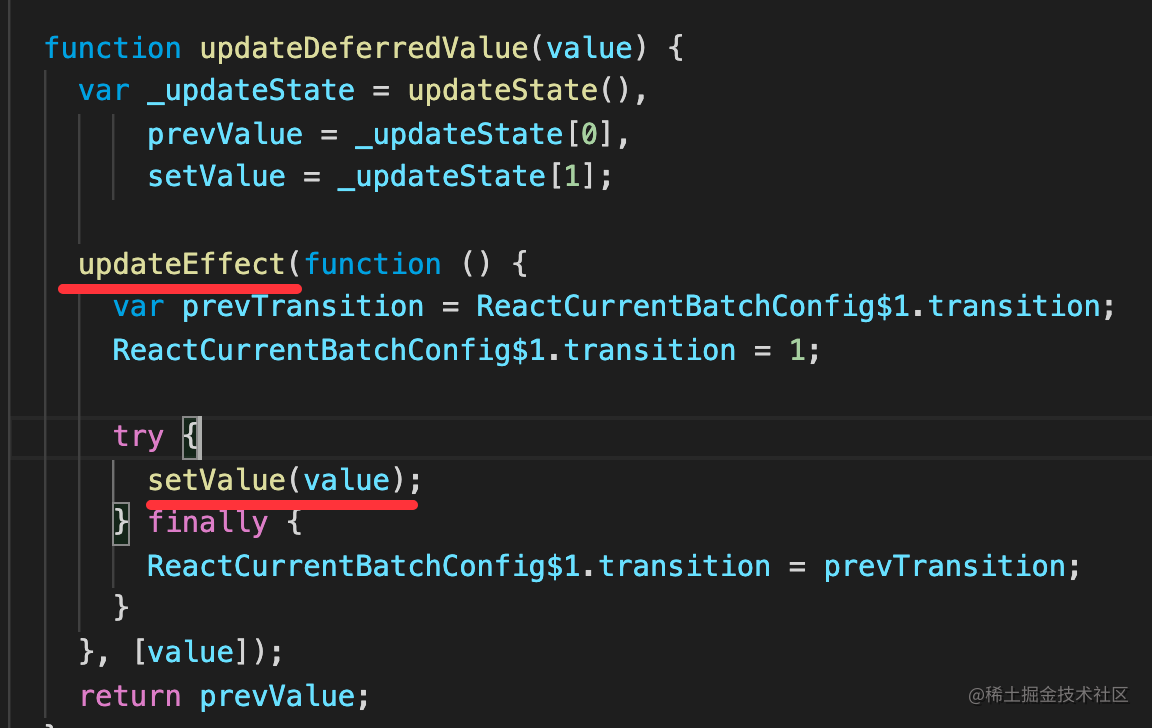 function updateDeferredValue(value) {
var _updateState = updateState(),
prevValue = _updateState[0],
setValue = _updateState[1];
updateEffect(function () {
var prevTransition = ReactCurrentBatchConfig$1.transition;
ReactCurrentBatchConfig$1.transition = 1;
try {
setValue(value);
} finally {
ReactCurrentBatchConfig$1.transition = prevTransition;
}
}, [value]);
return prevValue;
@稀土掘金技术社区